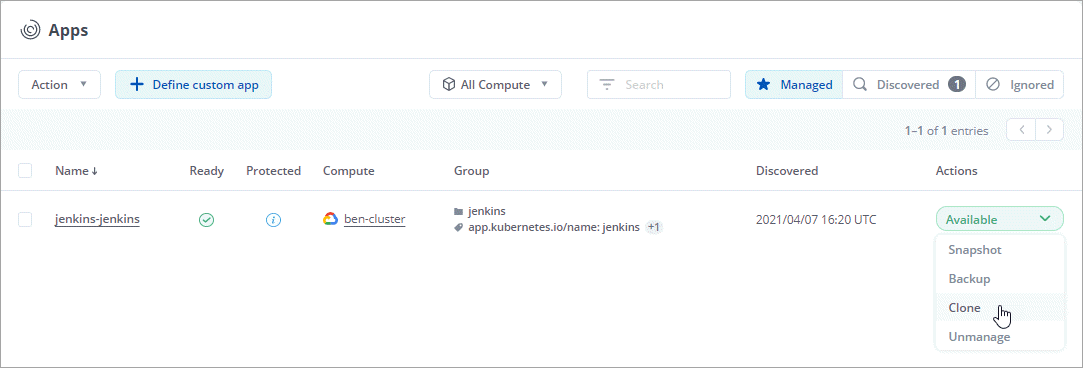 Apps
Action
Define custom app
All Compute
Search
Managed
Discovered 1
Ignored
1–1 of 1 entries
Name Ready Protected Compute Group Discovered Actions
jenkins-jenkins ben-cluster jenkins 2021/04/07 16:20 UTC Available
app.kubernetes.io/name: jenkins +1
Snapshot
Backup
Clone
Unmanage